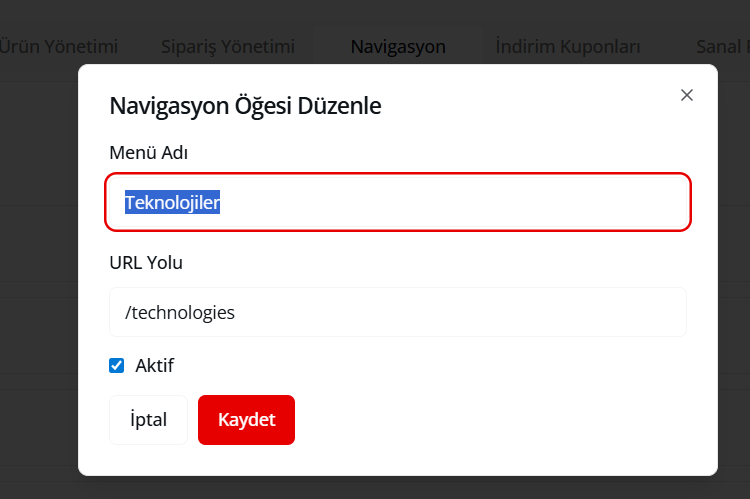 Ürün Yönetimi Sipariş Yönetimi Navigasyon İndirim Kuponları Sanal
Navigasyon Öğesi Düzenle
Menü Adı
Teknolojiler
URL Yolu
/technologies
Aktif
İptal Kaydet